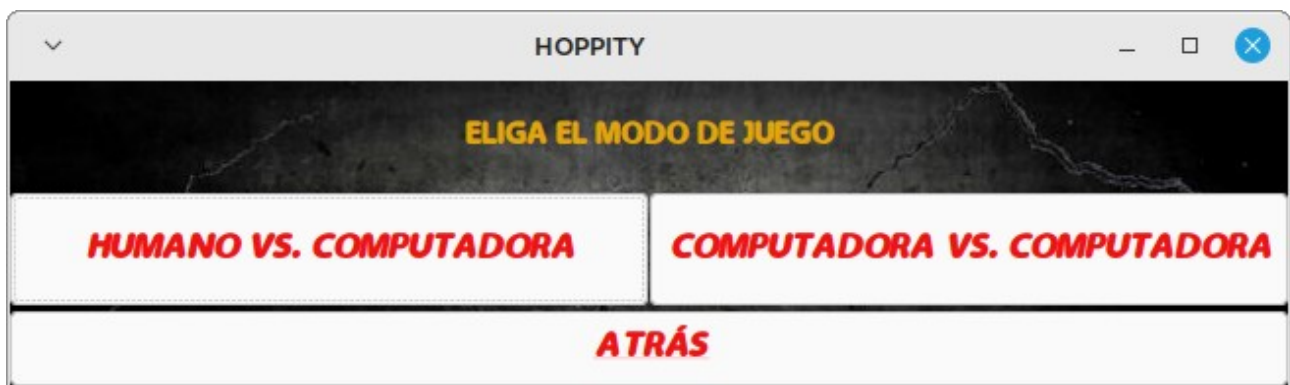 HOPPITY
ELIGA EL MODO DE JUEGO
HUMANO VS. COMPUTADORA
COMPUTADORA VS. COMPUTADORA
ATRÁS